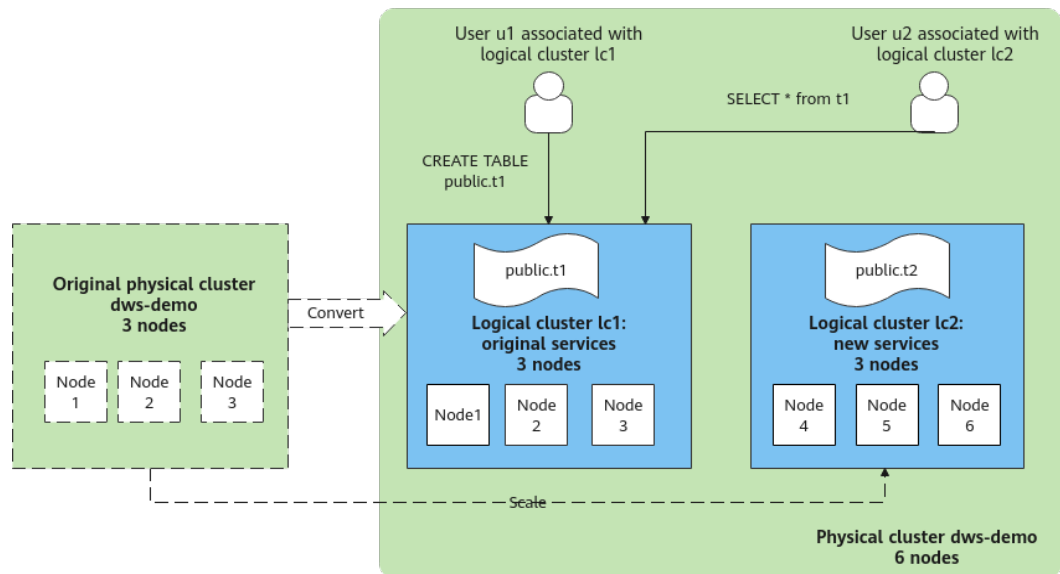 User u1 associated with
logical cluster lc1
User u2 associated with
logical cluster lc2
SELECT * from t1
CREATE TABLE
public.t1
Original physical cluster
dws-demo
3 nodes
Node
1
Node
2
Node
3
Convert
public.t1
Logical cluster lc1:
original services
3 nodes
Node1
Node
2
Node
3
public.t2
Logical cluster lc2:
new services
3 nodes
Node
4
Node
5
Node
6
Scale
Physical cluster dws-demo
6 nodes